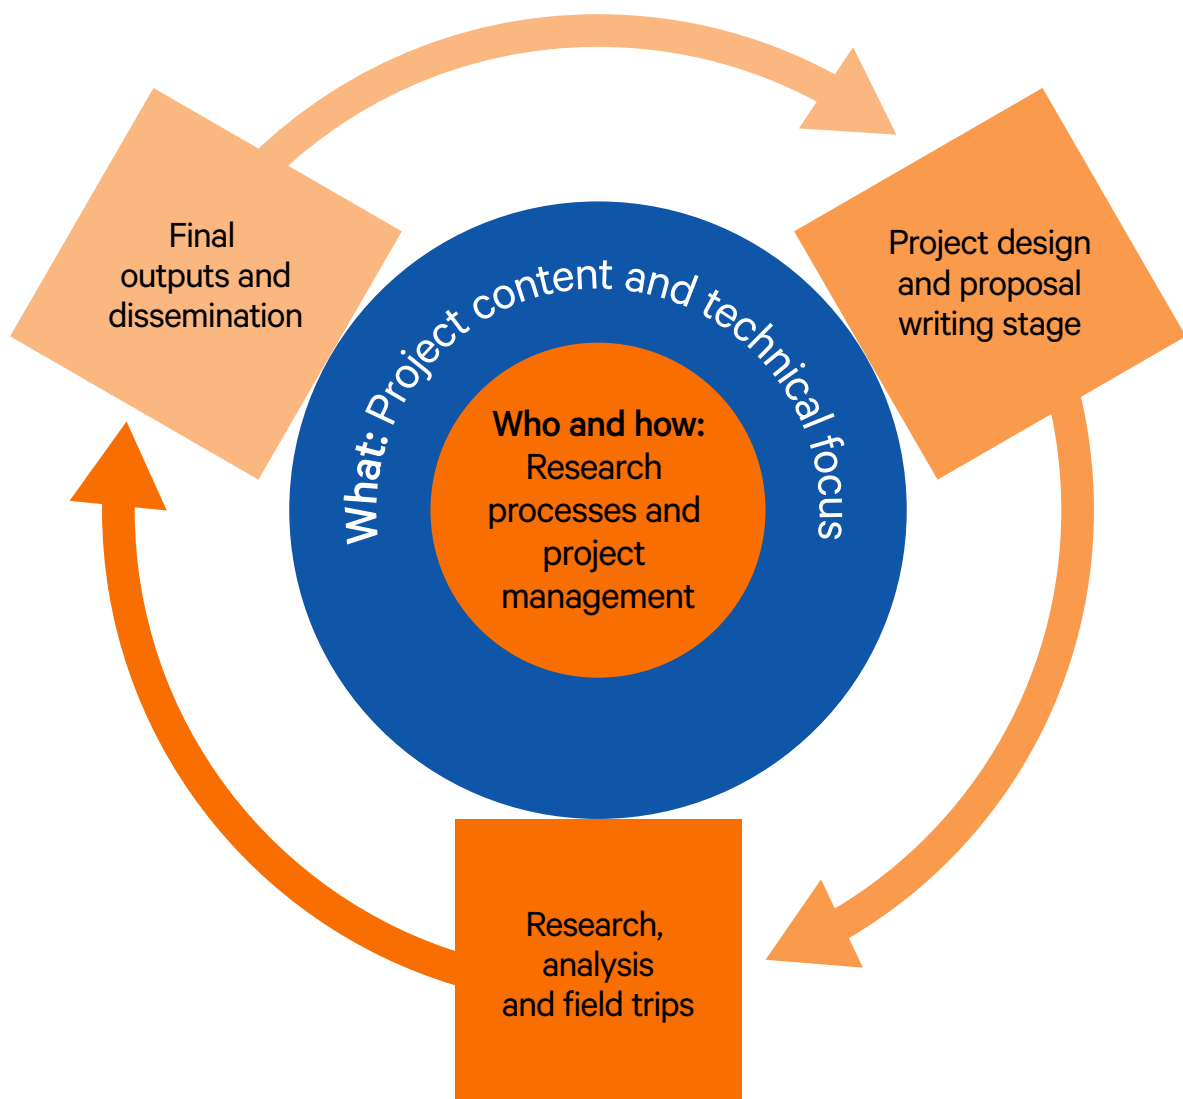 Final
outputs and
dissemination
Project design
and proposal
writing stage
What: Project content and technical focus
Who and how:
Research
processes and
project
management
Research,
analysis
and field trips